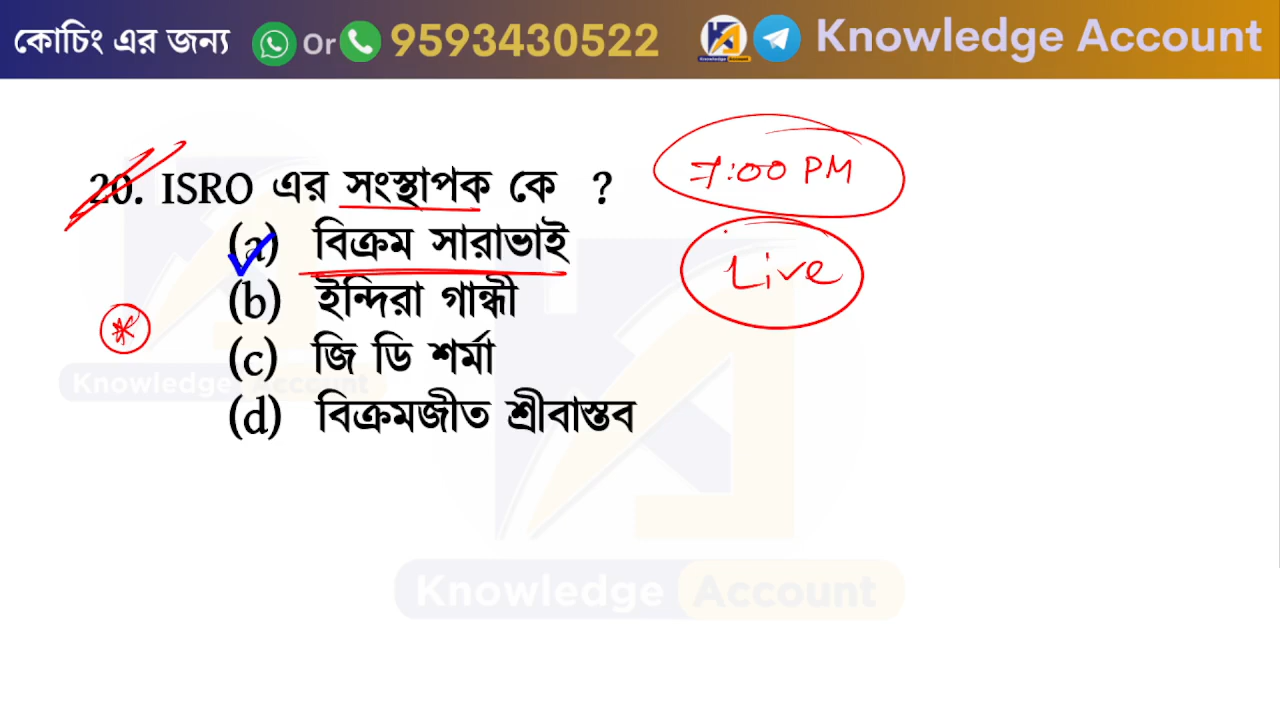 কোচিং এর জন্য Or 9593430522 Knowledge Account
20. ISRO এর সংস্থাপক কে ?
7:00 PM
(a) বিক্রম সারাভাই
Live
(b) ইন্দিরা গান্ধী
(c) জি ডি শর্মা
(d) বিক্রমজীত শ্রীবাস্তব
Knowledge Account
Knowledge Account